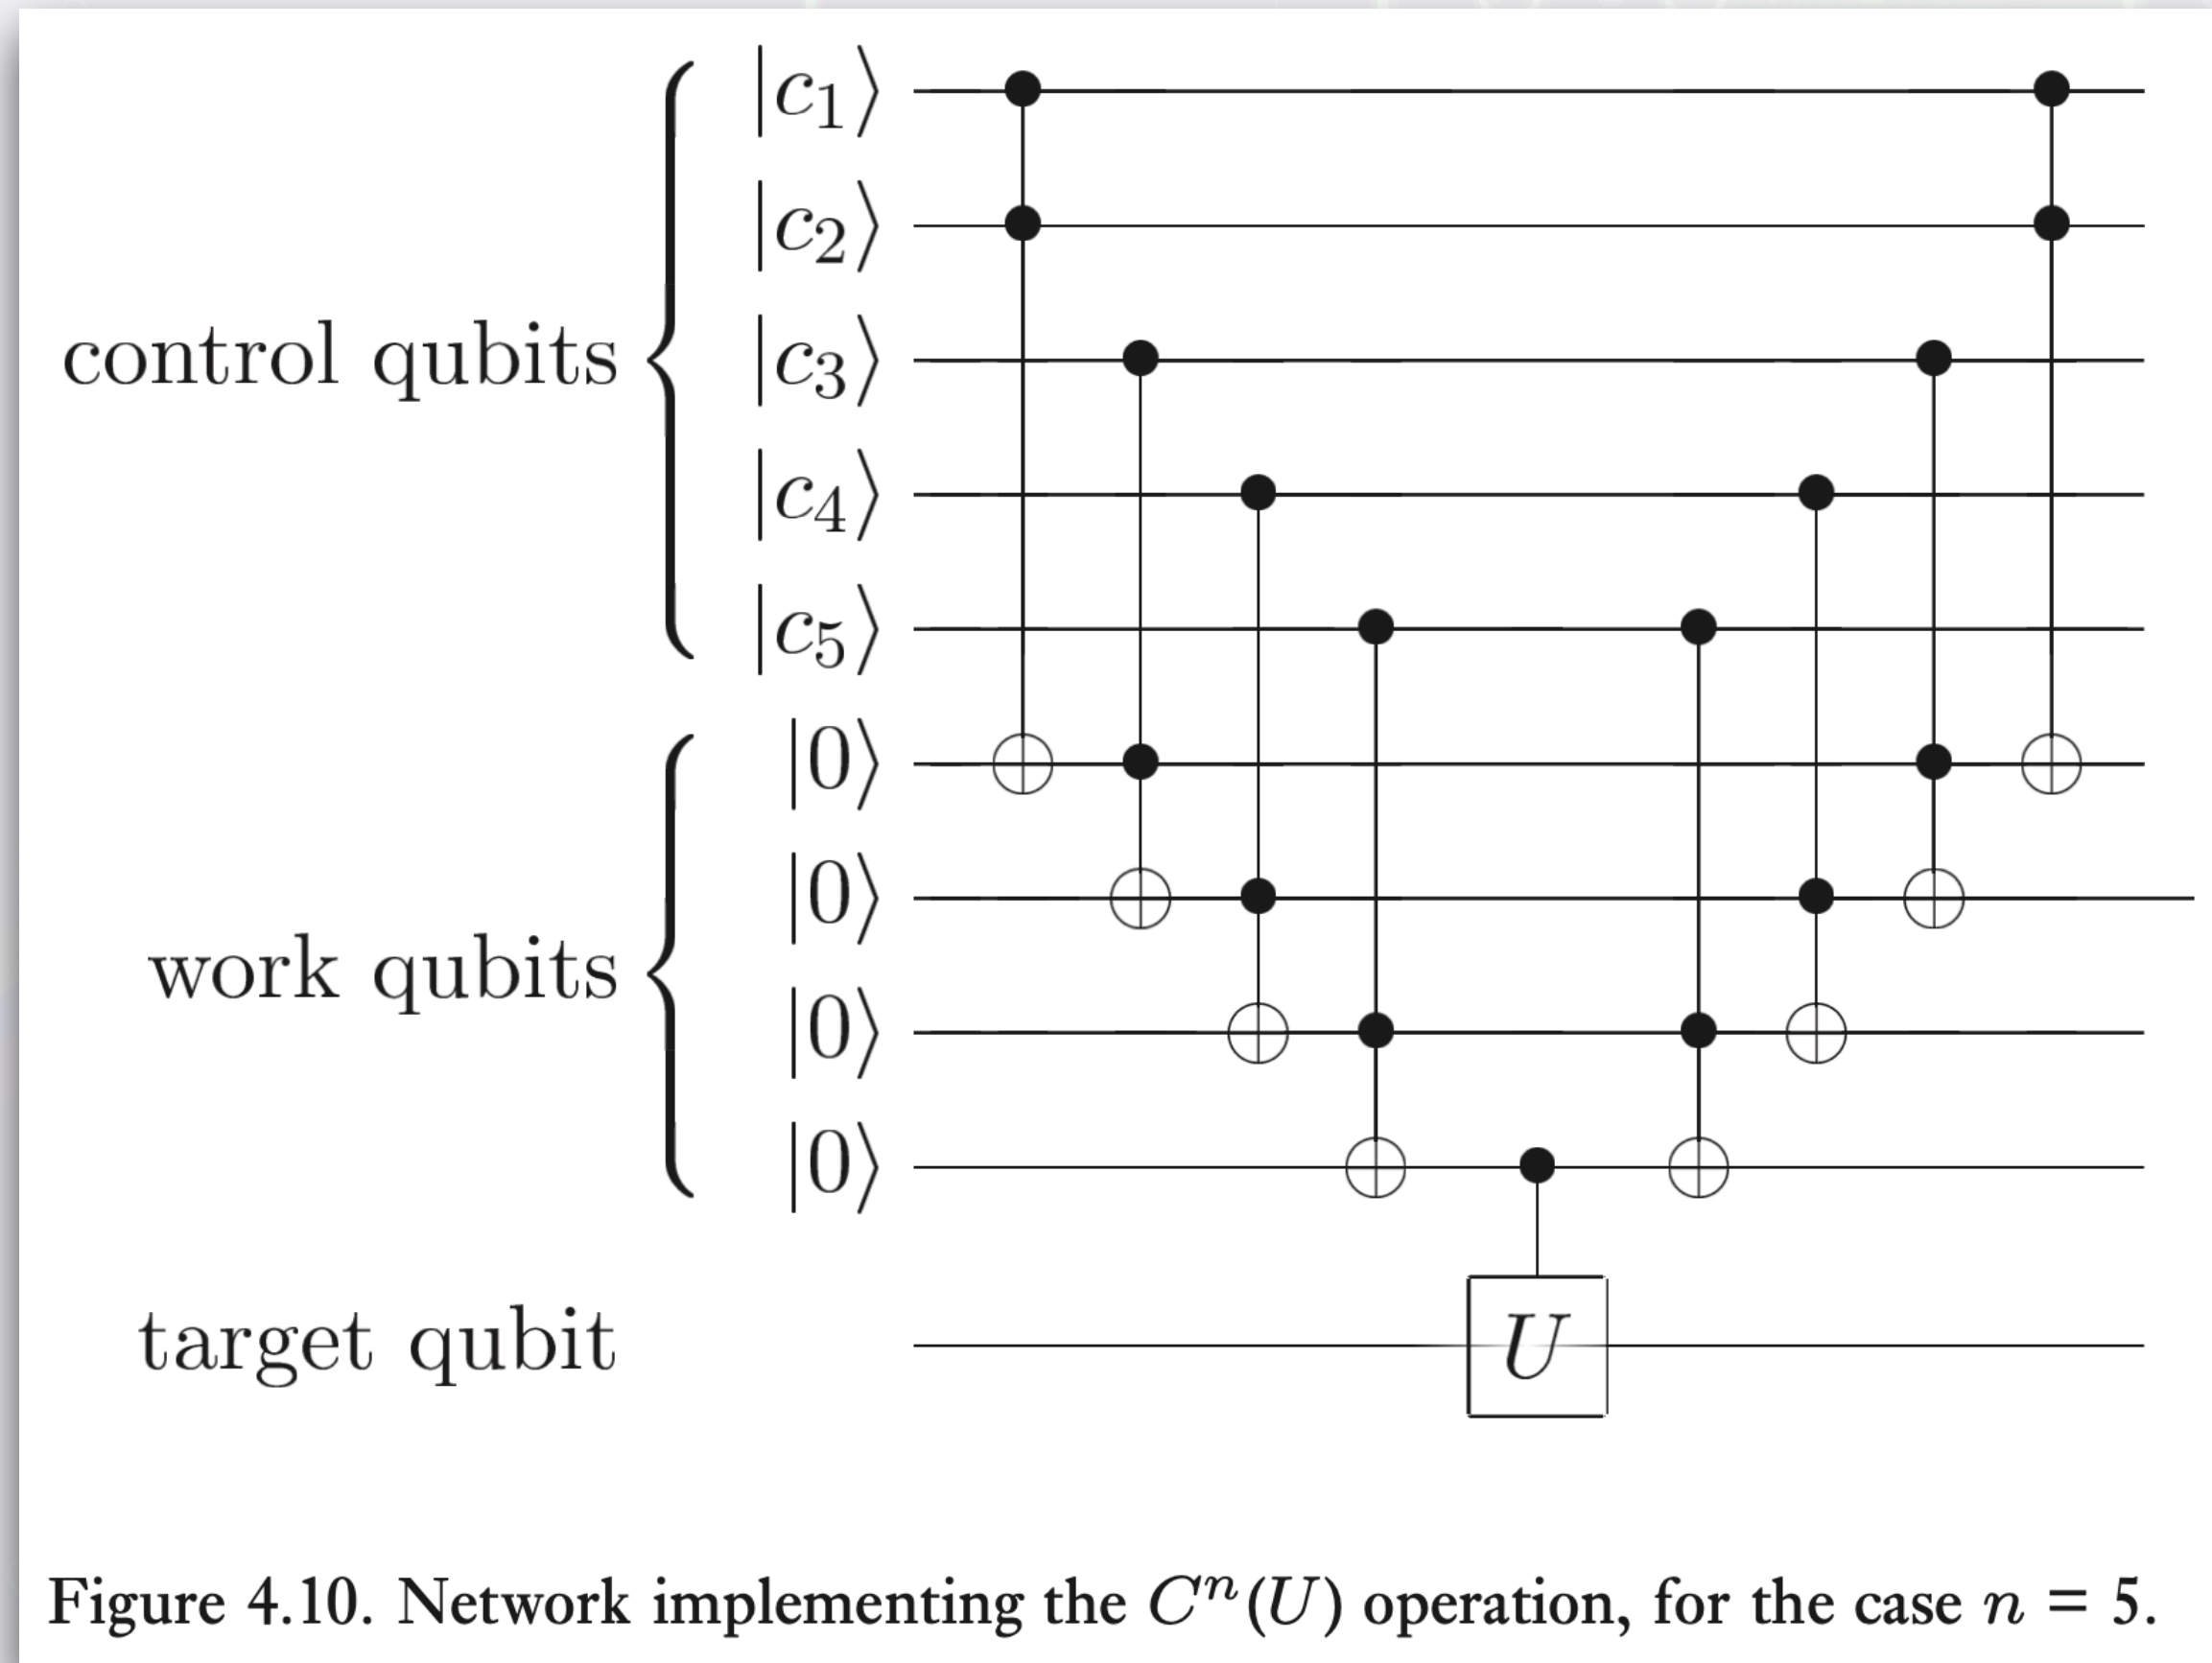 |c₁⟩
|c₂⟩
control qubits
|c₃⟩
|c₄⟩
|c₅⟩
|0⟩
|0⟩
work qubits
|0⟩
|0⟩
target qubit
U
Figure 4.10. Network implementing the Cⁿ(U) operation, for the case n = 5.